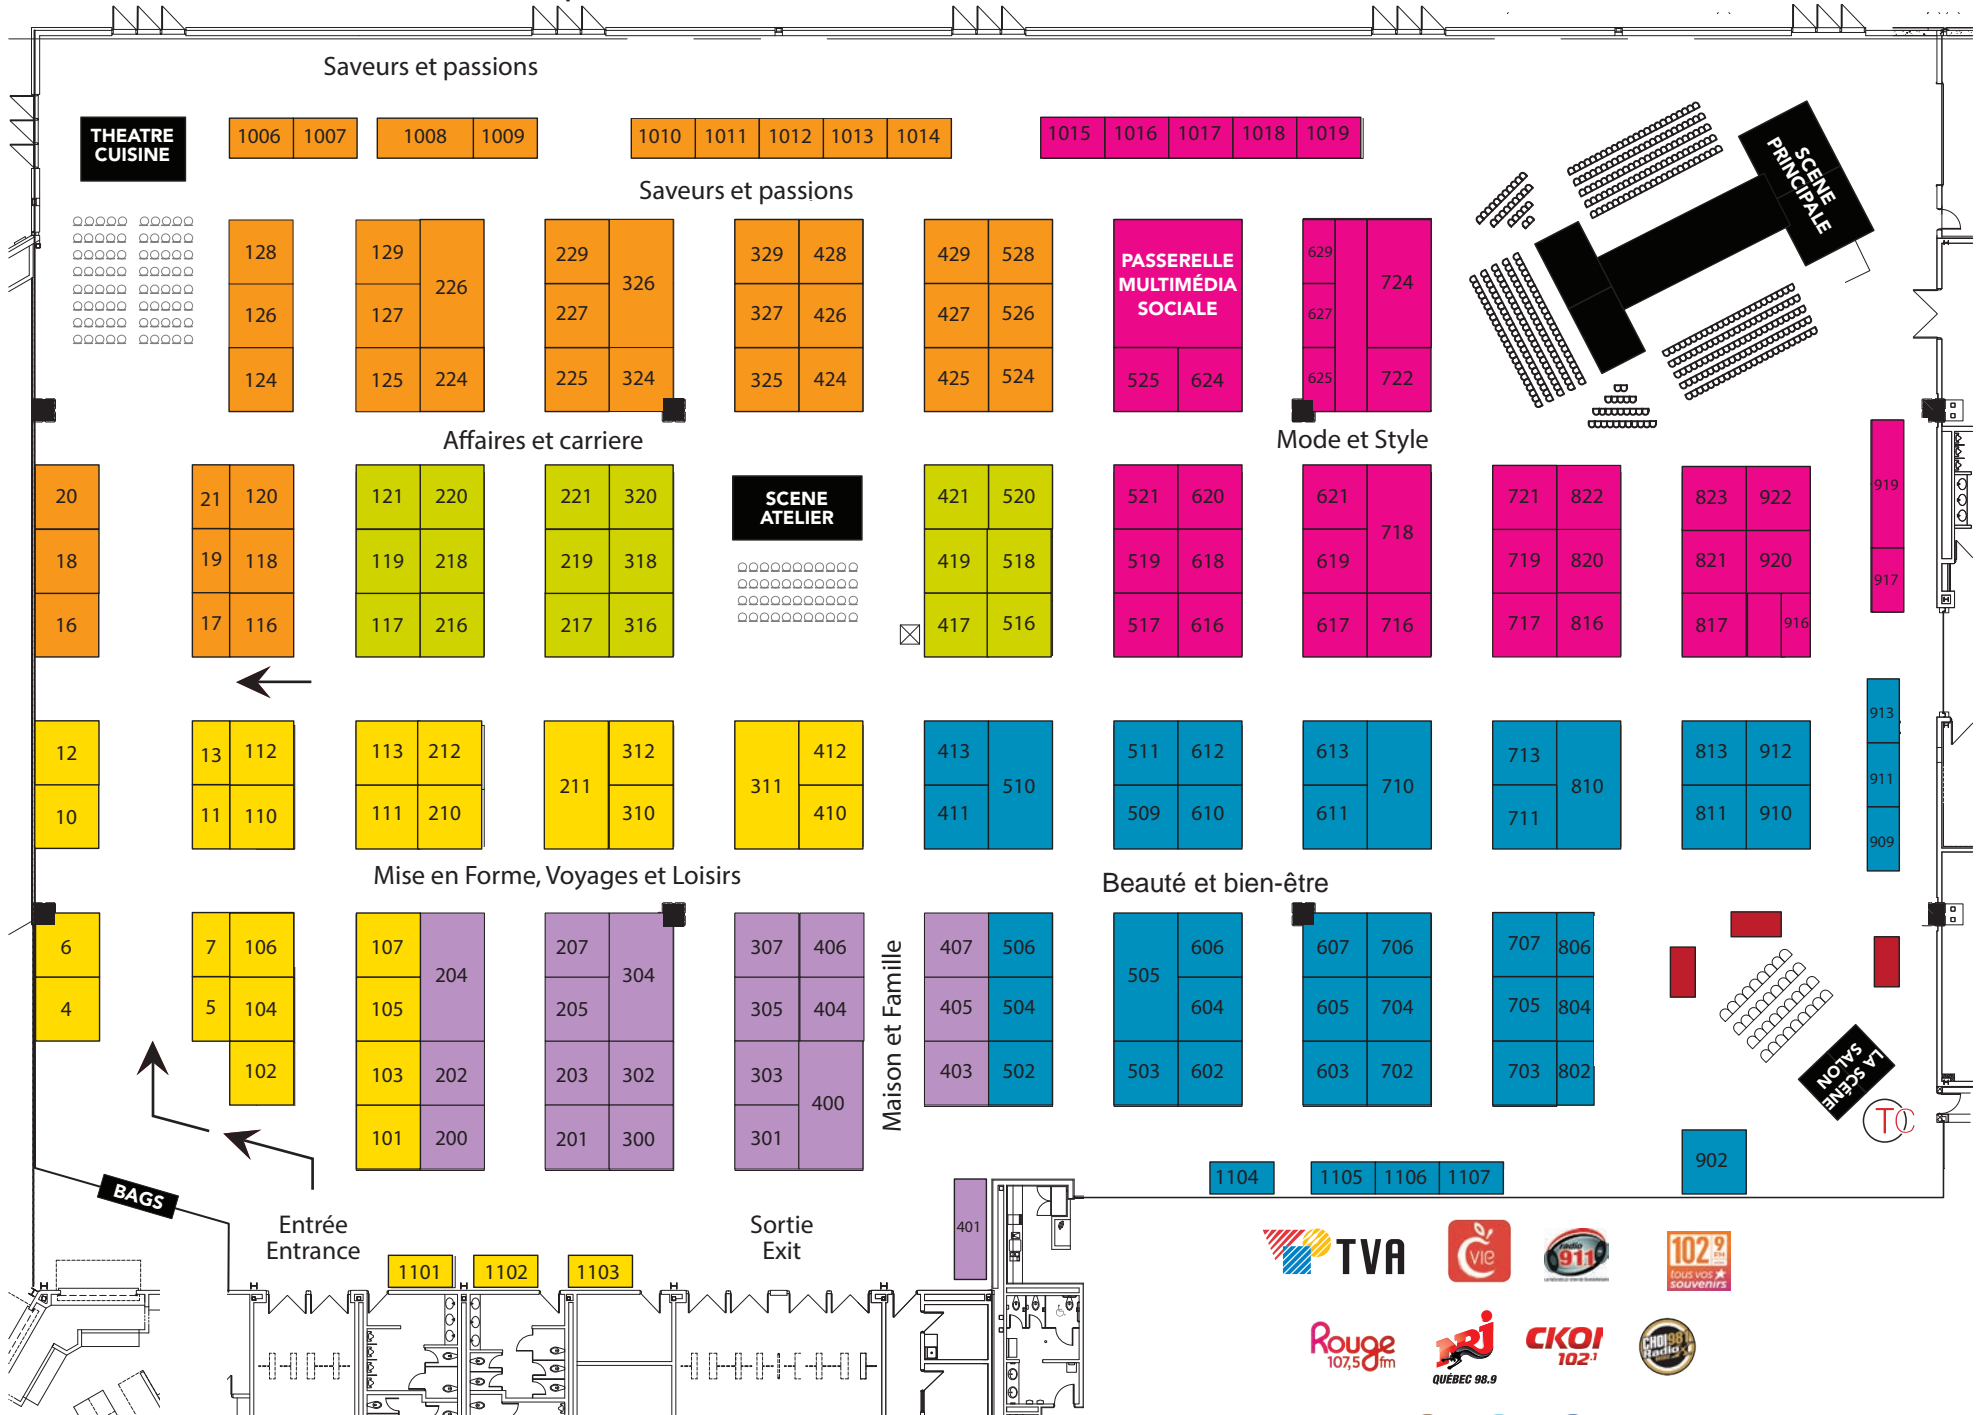 Saveurs et passions
THEATRE
CUISINE
1006 1007 1008 1009 1010 1011 1012 1013 1014 1015 1016 1017 1018 1019
SCENE
PRINCIPALE
Saveurs et passions
128 129 226 229 326 329 428 429 528
PASSERELLE
MULTIMÉDIA
SOCIALE
629 724
126 127 227 327 426 427 526 627
124 125 224 225 324 325 424 425 524 525 624 625 722
Affaires et carriere
Mode et Style
20 21 120 121 220 221 320
SCENE
ATELIER
421 520 521 620 621 718 721 822 823 922 919
18 19 118 119 218 219 318 419 518 519 618 619 719 820 821 920 917
16 17 116 117 216 217 316 417 516 517 616 617 716 717 816 817 916
12 13 112 113 212 211 312 311 412 413 510 511 612 613 710 713 810 813 912 913
911
10 11 110 111 210 310 410 411 509 610 611 711 811 910 909
Mise en Forme, Voyages et Loisirs
Beauté et bien-être
6 7 106 107 204 207 304 307 406 407 506 505 606 607 706 707 806
4 5 104 105 205 305 404 405 504 604 605 704 705 804
102 103 202 203 302 303 400 403 502 503 602 603 702 703 802
101 200 201 300 301
Maison et Famille
LA SCÈNE
SALON
TC
902
1104 1105 1106 1107
BAGS
Entrée
Entrance
Sortie
Exit
401
1101 1102 1103
TVA
VIE
radio
911
102.9
tous vos
souvenirs
Rouge
107,5 fm
NRJ
QUÉBEC 98.9
CKOI
102.1
CHOI 981
Radio X